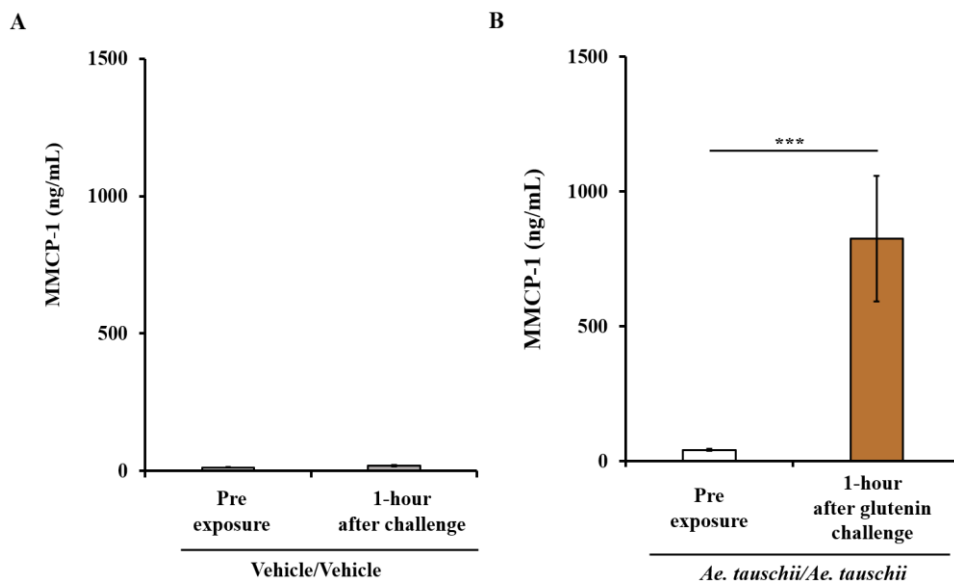 A
MMCP-1 (ng/mL)
1500
1000
500
0
Pre
exposure
1-hour
after challenge
Vehicle/Vehicle
B
MMCP-1 (ng/mL)
1500
1000
500
0
***
Pre
exposure
1-hour
after glutenin
challenge
Ae. tauschii/Ae. tauschii